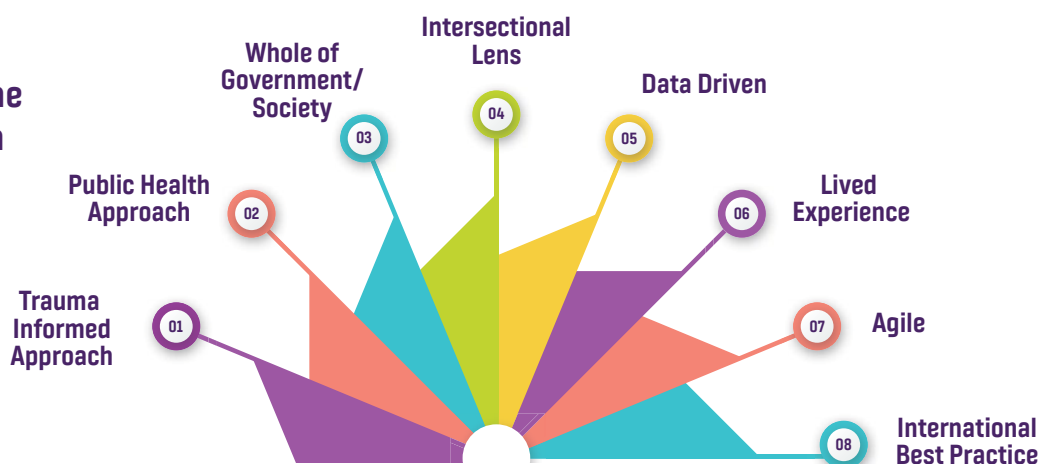 Intersectional
Lens
Whole of
Government/
Society
Data Driven
04
03
05
Public Health
Approach
02
Lived
Experience
06
Trauma
Informed
Approach
01
07
Agile
International
Best Practice
08